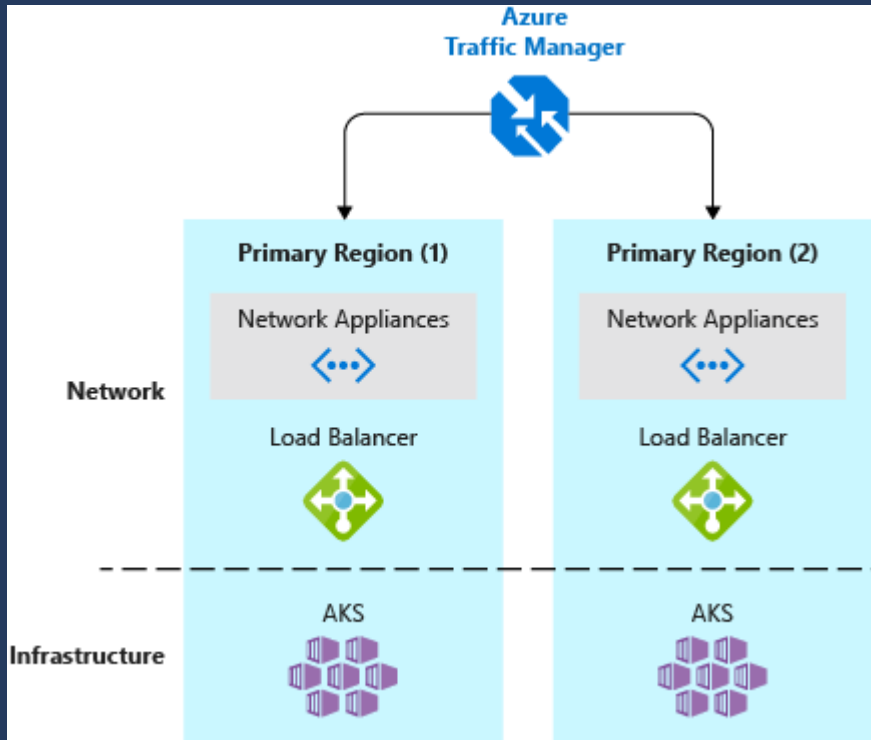 Azure
Traffic Manager
Primary Region (1)
Primary Region (2)
Network Appliances
Network Appliances
Network
Load Balancer
Load Balancer
AKS
AKS
Infrastructure